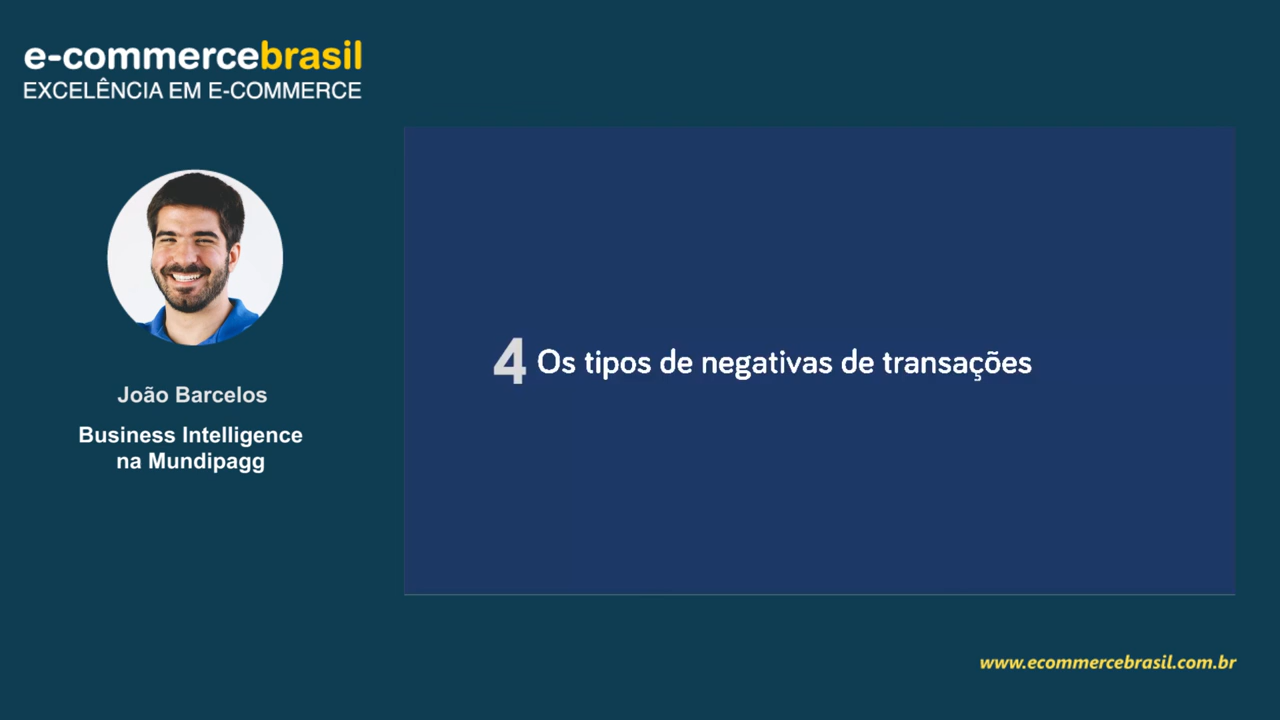 e-commercebrasil
EXCELÊNCIA EM E-COMMERCE
João Barcelos
Business Intelligence
na Mundipagg
4 Os tipos de negativas de transações
www.ecommercebrasil.com.br